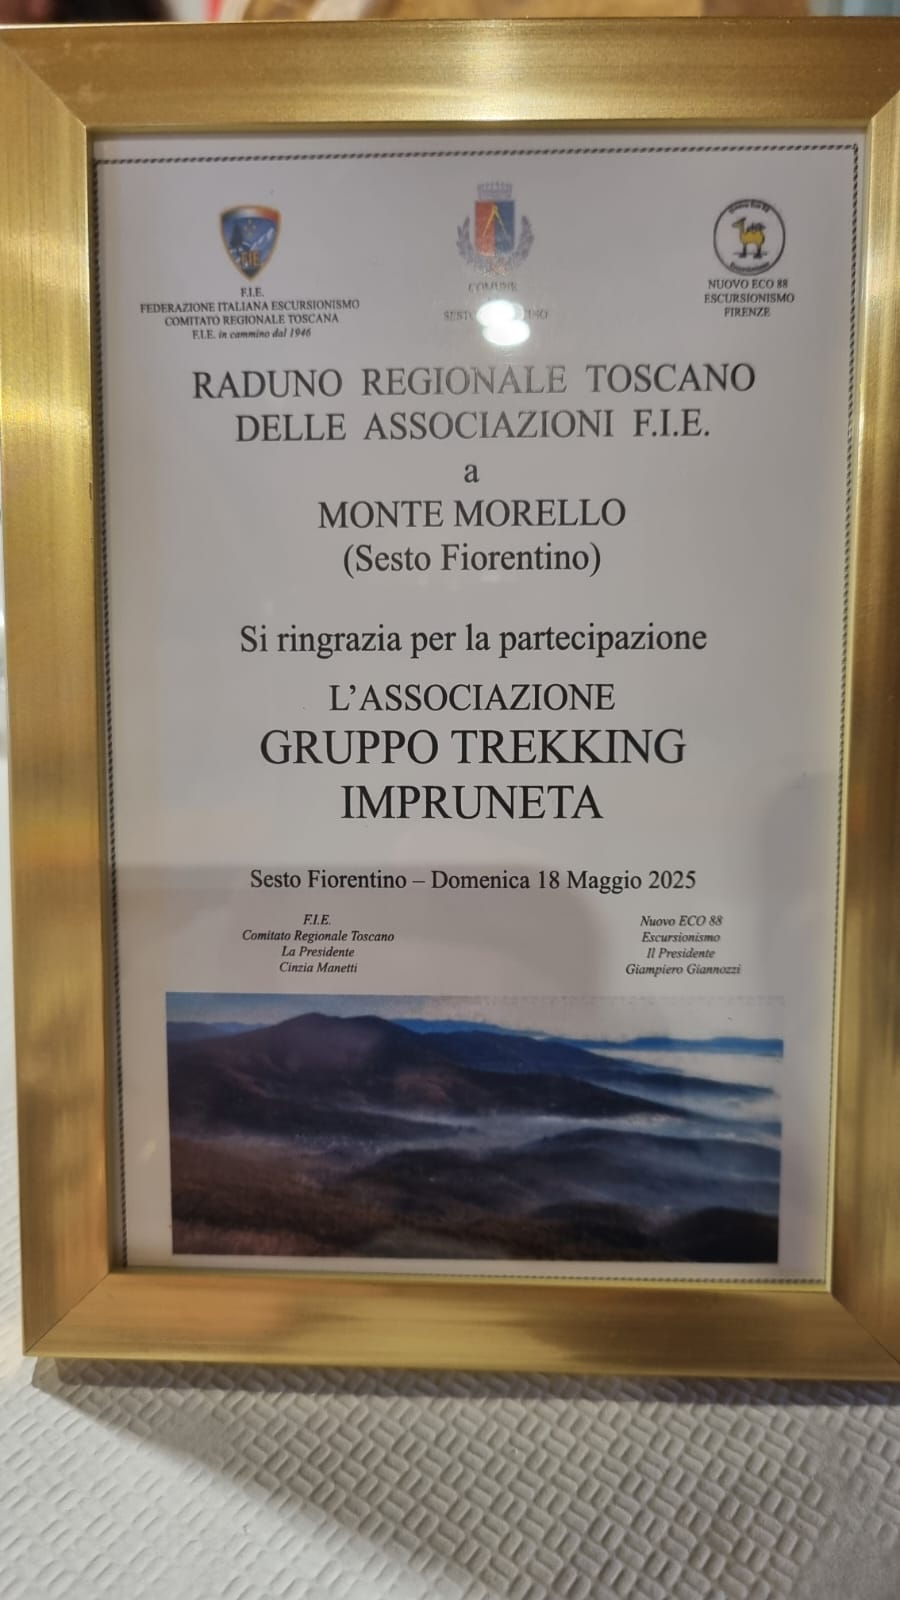 F.I.E.
FEDERAZIONE ITALIANA ESCURSIONISMO
COMITATO REGIONALE TOSCANA
F.I.E. in cammino dal 1946
COMUNE
NUOVO ECO 88
ESCURSIONISMO
FIRENZE
RADUNO REGIONALE TOSCANO
DELLE ASSOCIAZIONI F.I.E.
a
MONTE MORELLO
(Sesto Fiorentino)
Si ringrazia per la partecipazione
L’ASSOCIAZIONE
GRUPPO TREKKING
IMPRUNETA
Sesto Fiorentino – Domenica 18 Maggio 2025
F.I.E.
Comitato Regionale Toscano
La Presidente
Cinzia Manetti
Nuovo ECO 88
Escursionismo
Il Presidente
Giampiero Giannozzi